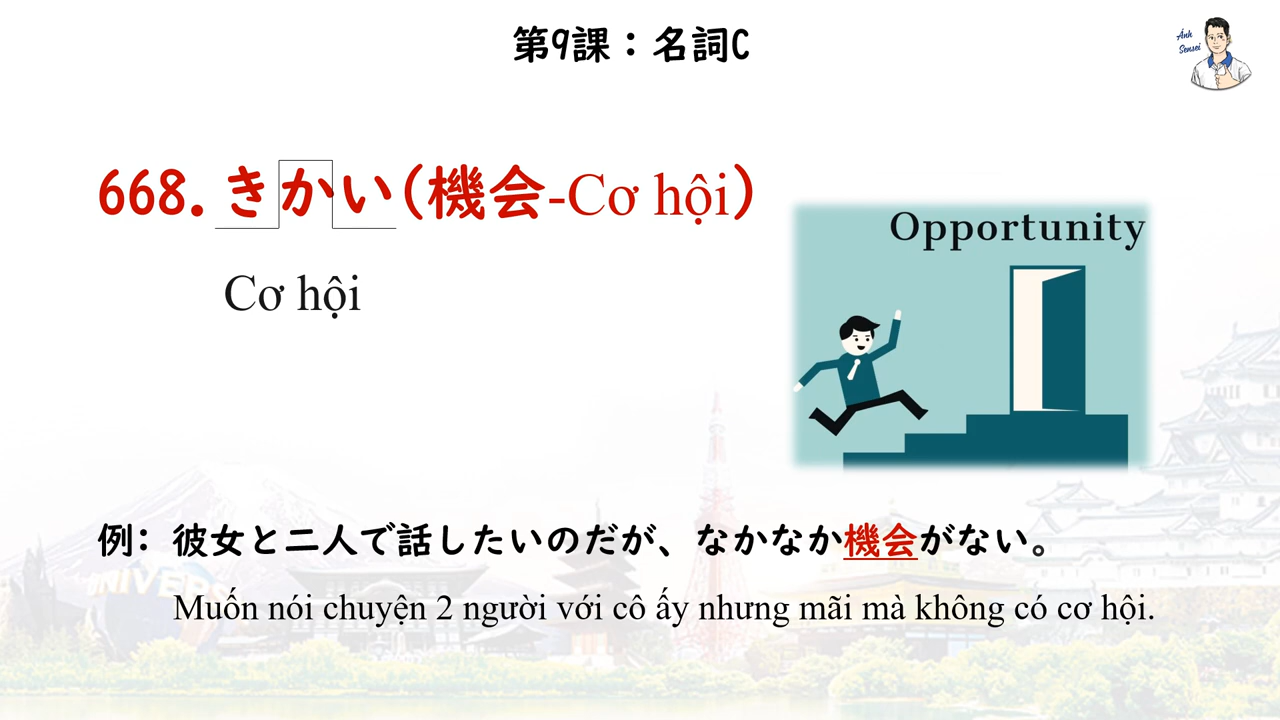 第9課：名詞C
Ánh
Sensei
668. きかい(機会-Cơ hội)
Cơ hội
Opportunity
例: 彼女と二人で話したいのだが、なかなか機会がない。
Muốn nói chuyện 2 người với cô ấy nhưng mãi mà không có cơ hội.
UNIVERS